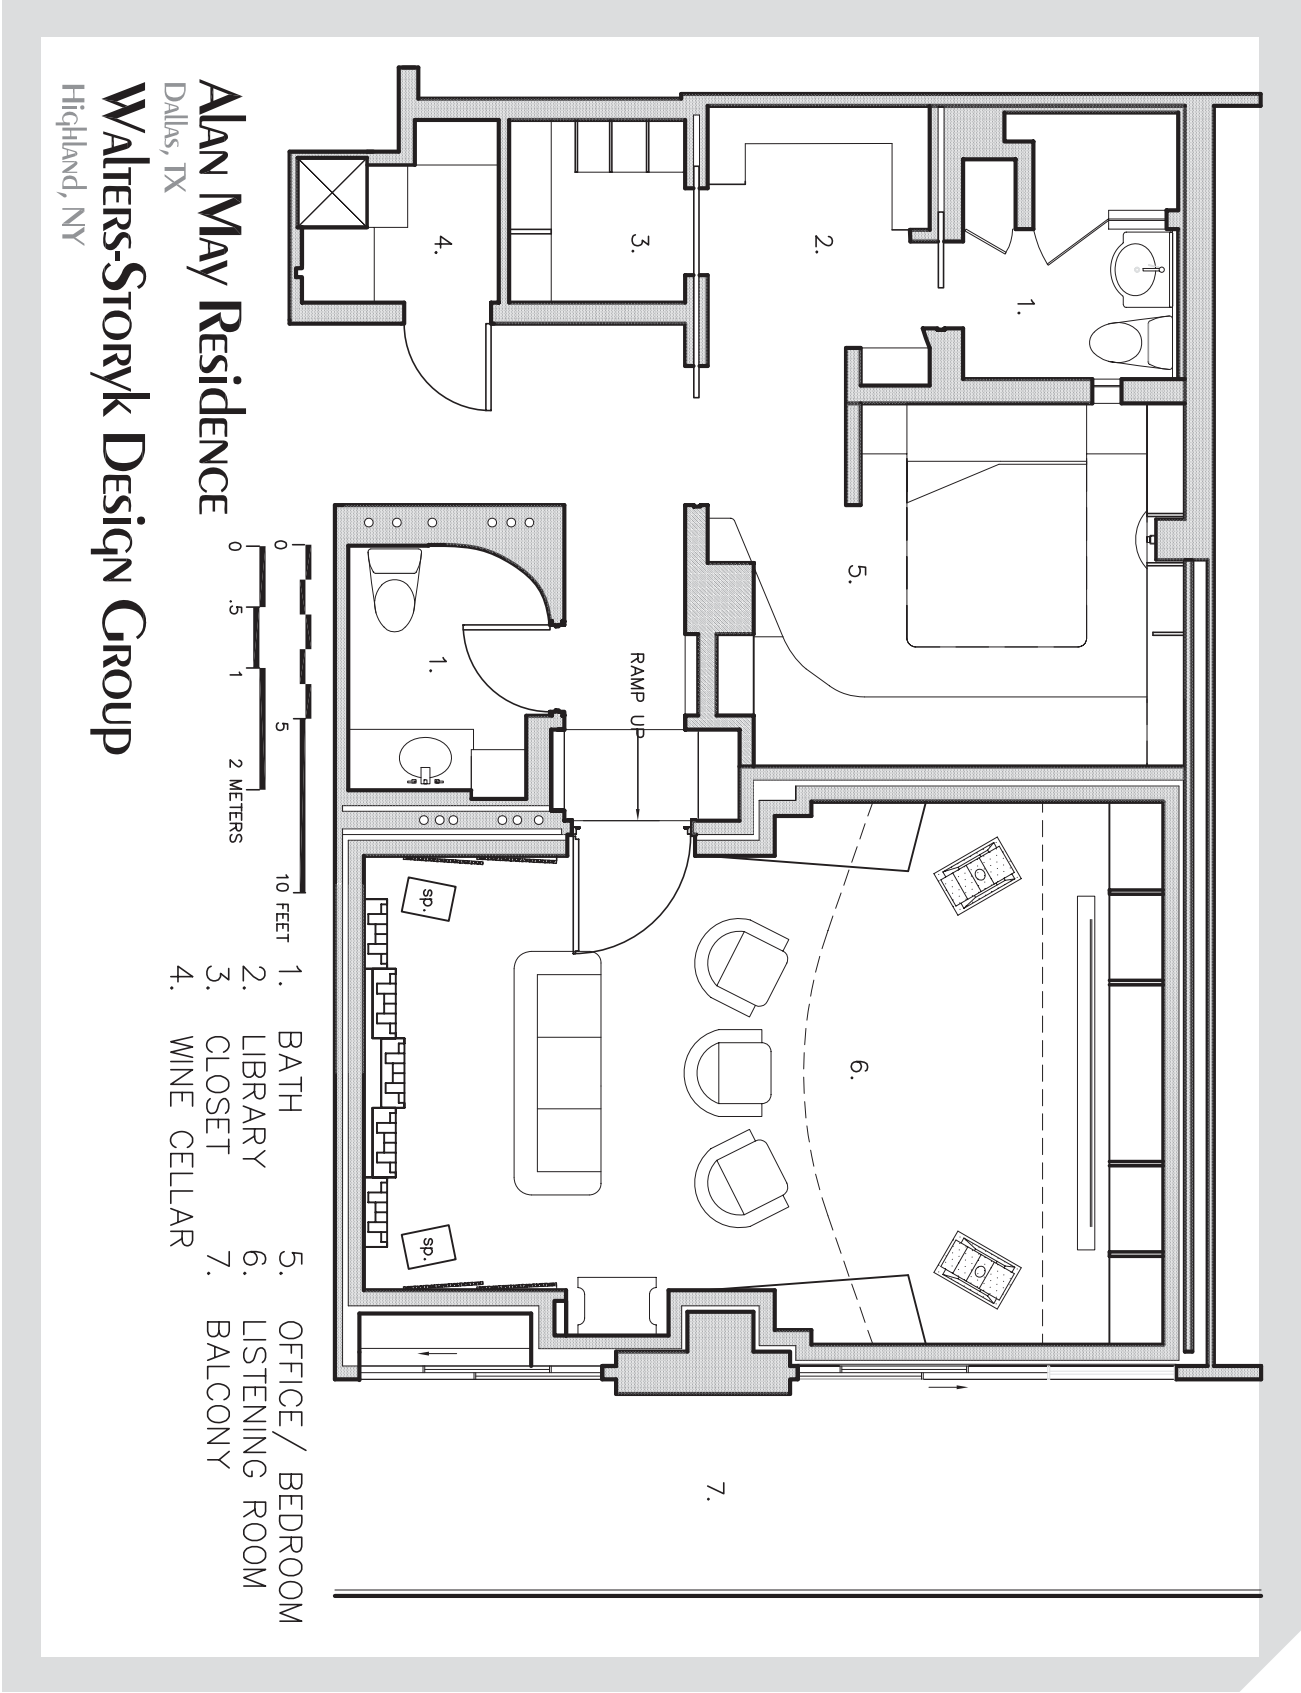 1.
2.
3.
4.
5.
1.
RAMP UP
6.
sp.
sp.
7.
Alan May Residence
Dallas, TX
Walters-Storyk Design Group
Highland, NY
0 5 10 FEET
0 .5 1 2 METERS
1. BATH
2. LIBRARY
3. CLOSET
4. WINE CELLAR
5. OFFICE/ BEDROOM
6. LISTENING ROOM
7. BALCONY